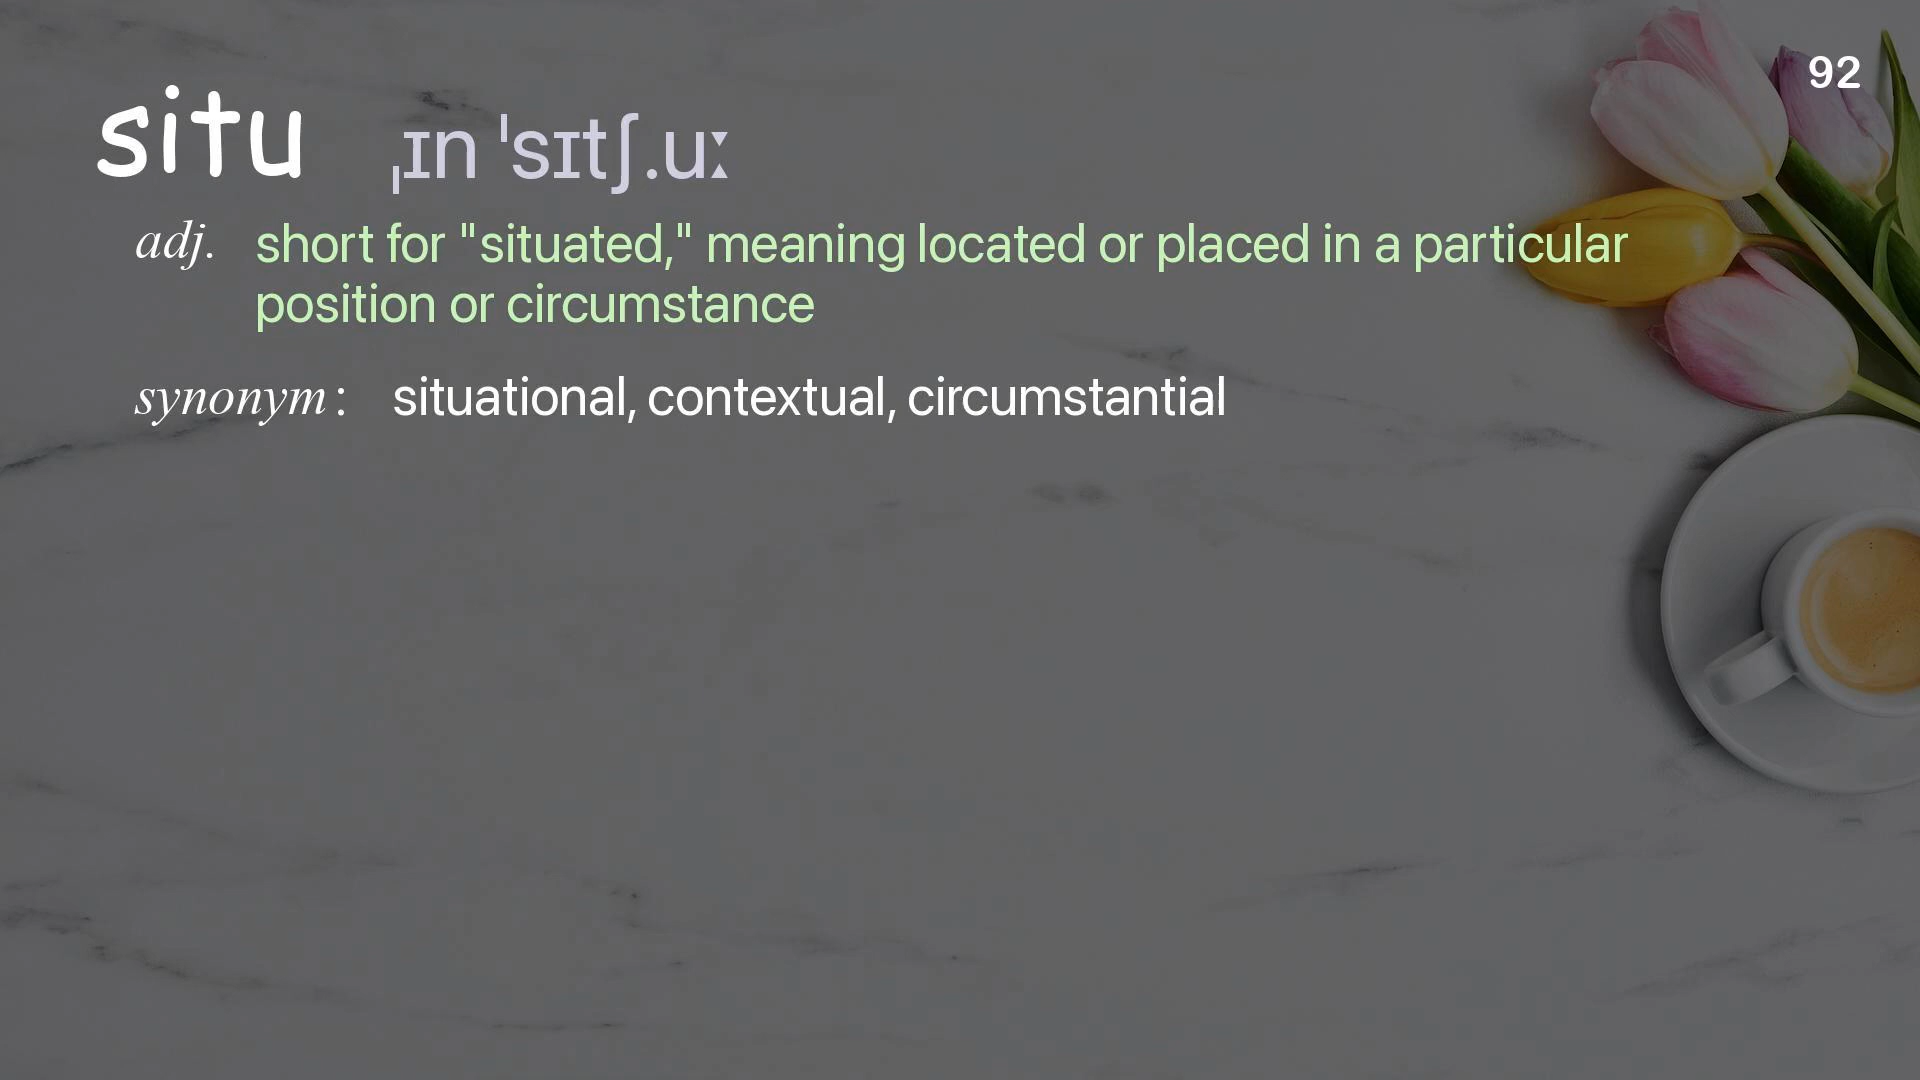 92
situ ˌɪn ˈsɪtʃ.uː
adj. short for "situated," meaning located or placed in a particular
position or circumstance
synonym : situational, contextual, circumstantial